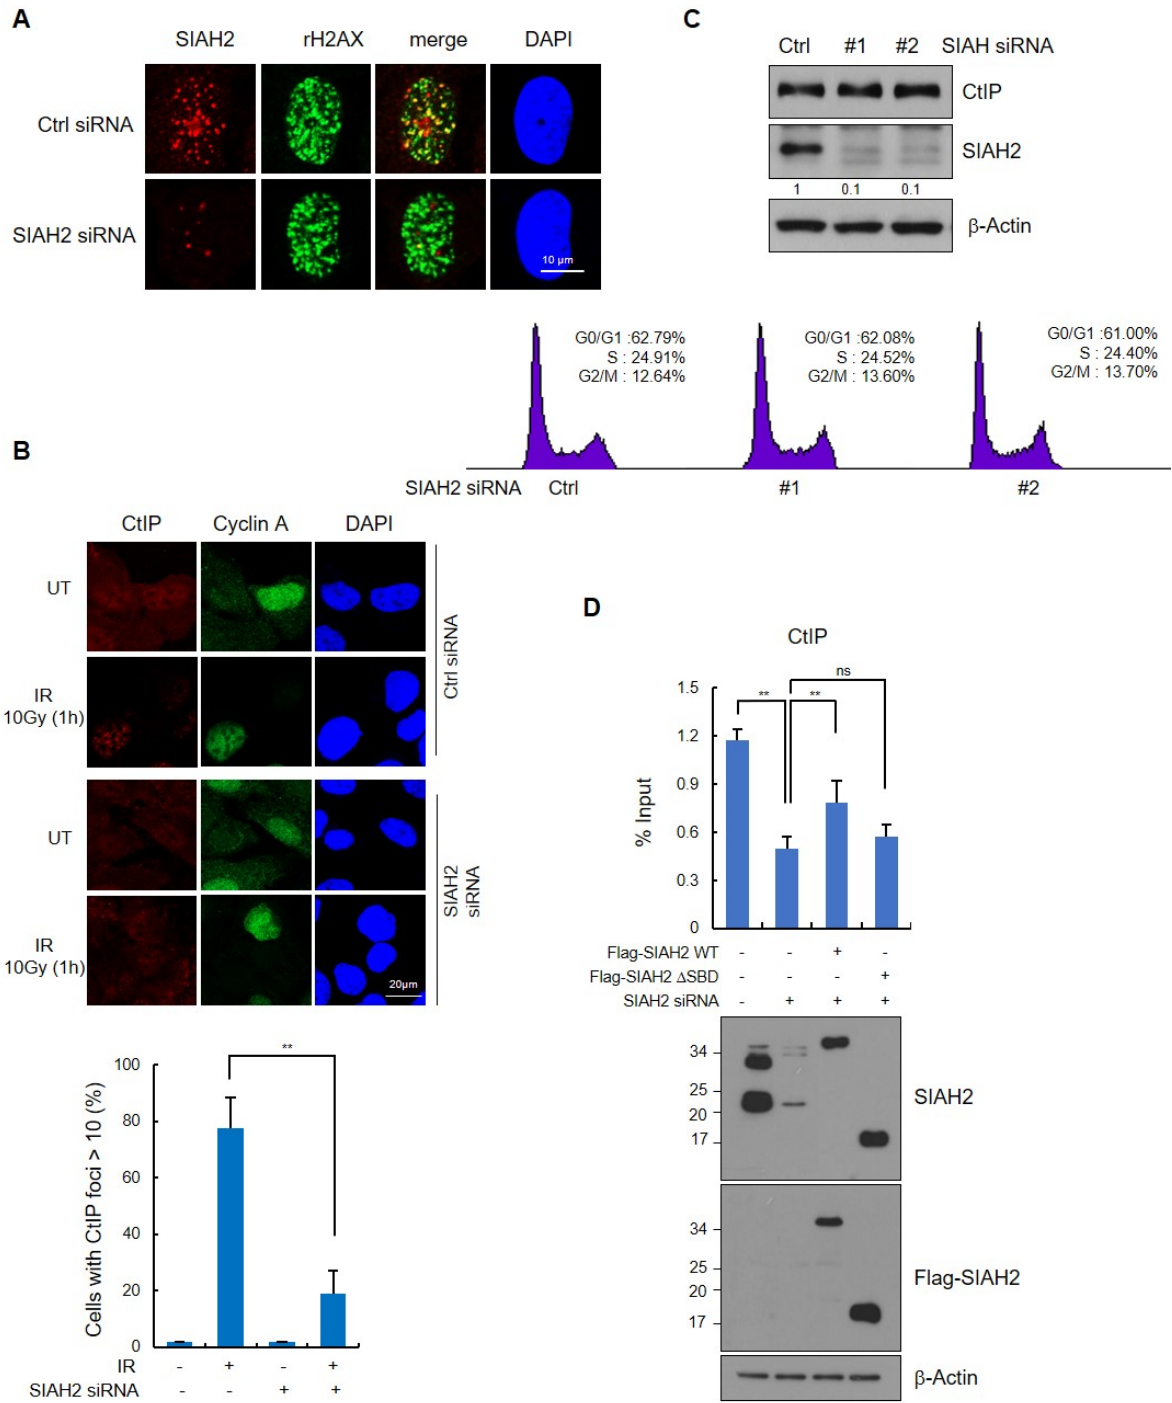 A
SIAH2 rH2AX merge DAPI
Ctrl siRNA
SIAH2 siRNA
10 µm
C
Ctrl #1 #2 SIAH siRNA
CtIP
SIAH2
1 0.1 0.1
β-Actin
G0/G1 :62.79%
S : 24.91%
G2/M : 12.64%
G0/G1 :62.08%
S : 24.52%
G2/M : 13.60%
G0/G1 :61.00%
S : 24.40%
G2/M : 13.70%
SIAH2 siRNA Ctrl #1 #2
B
CtIP Cyclin A DAPI
UT
IR
10Gy (1h)
Ctrl siRNA
UT
IR
10Gy (1h)
SIAH2
siRNA
20µm
Cells with CtIP foci > 10 (%)
100
80
60
40
20
0
**
IR - + - +
SIAH2 siRNA - - + +
D
CtIP
% Input
1.5
1.2
0.9
0.6
0.3
0
** ** ns
Flag-SIAH2 WT - - + -
Flag-SIAH2 ΔSBD - - - +
SIAH2 siRNA - + + +
34
25
20
17
SIAH2
34
25
20
17
Flag-SIAH2
β-Actin